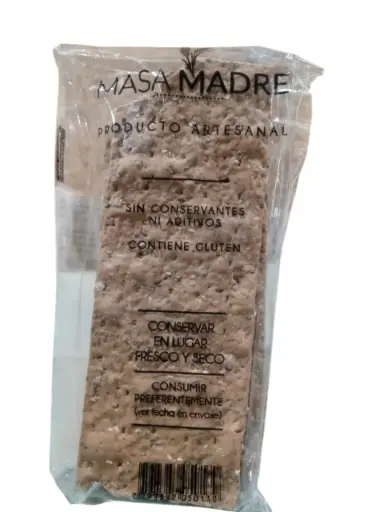 MASA MADRE
PRODUCTO ARTESANAL
SIN CONSERVANTES
NI ADITIVOS
CONTIENE GLUTEN
CONSERVAR
EN LUGAR
FRESCO Y SECO
CONSUMIR
PREFERENTEMENTE
(ver fecha en envase)